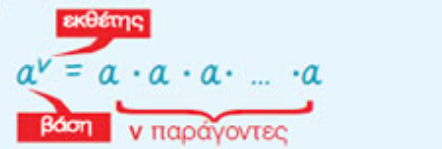 εκθέτης
α^ν = α · α · α · ... · α
βάση ν παράγοντες